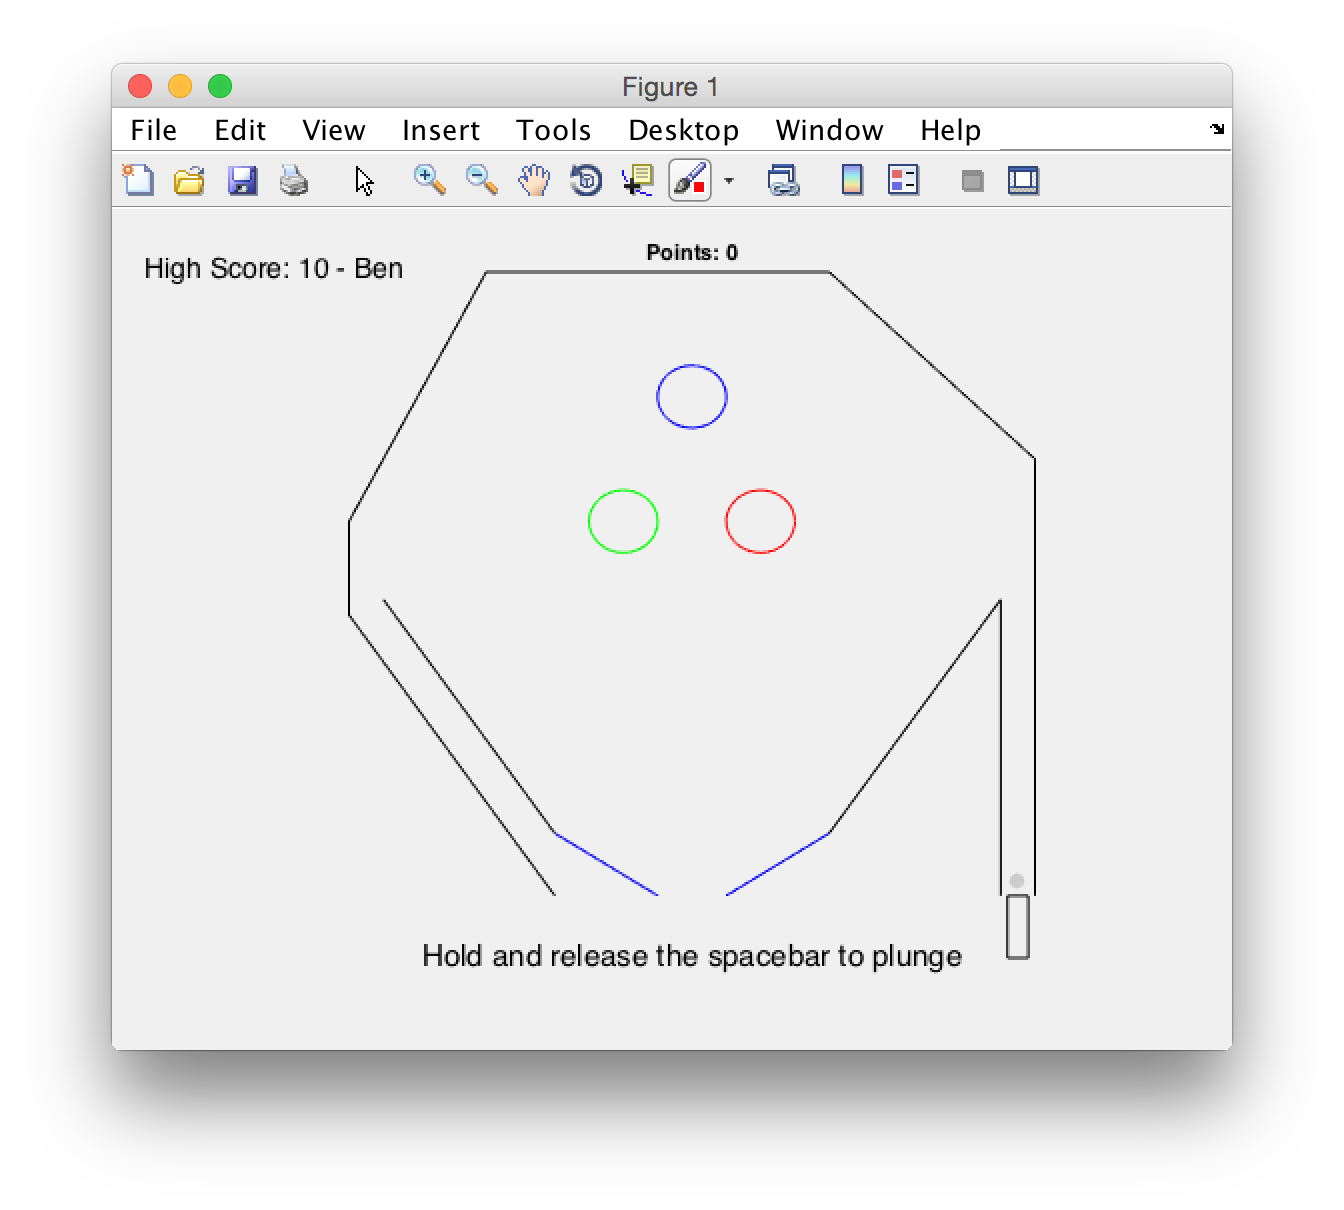 Figure 1
File Edit View Insert Tools Desktop Window Help
Points: 0
High Score: 10 - Ben
Hold and release the spacebar to plunge